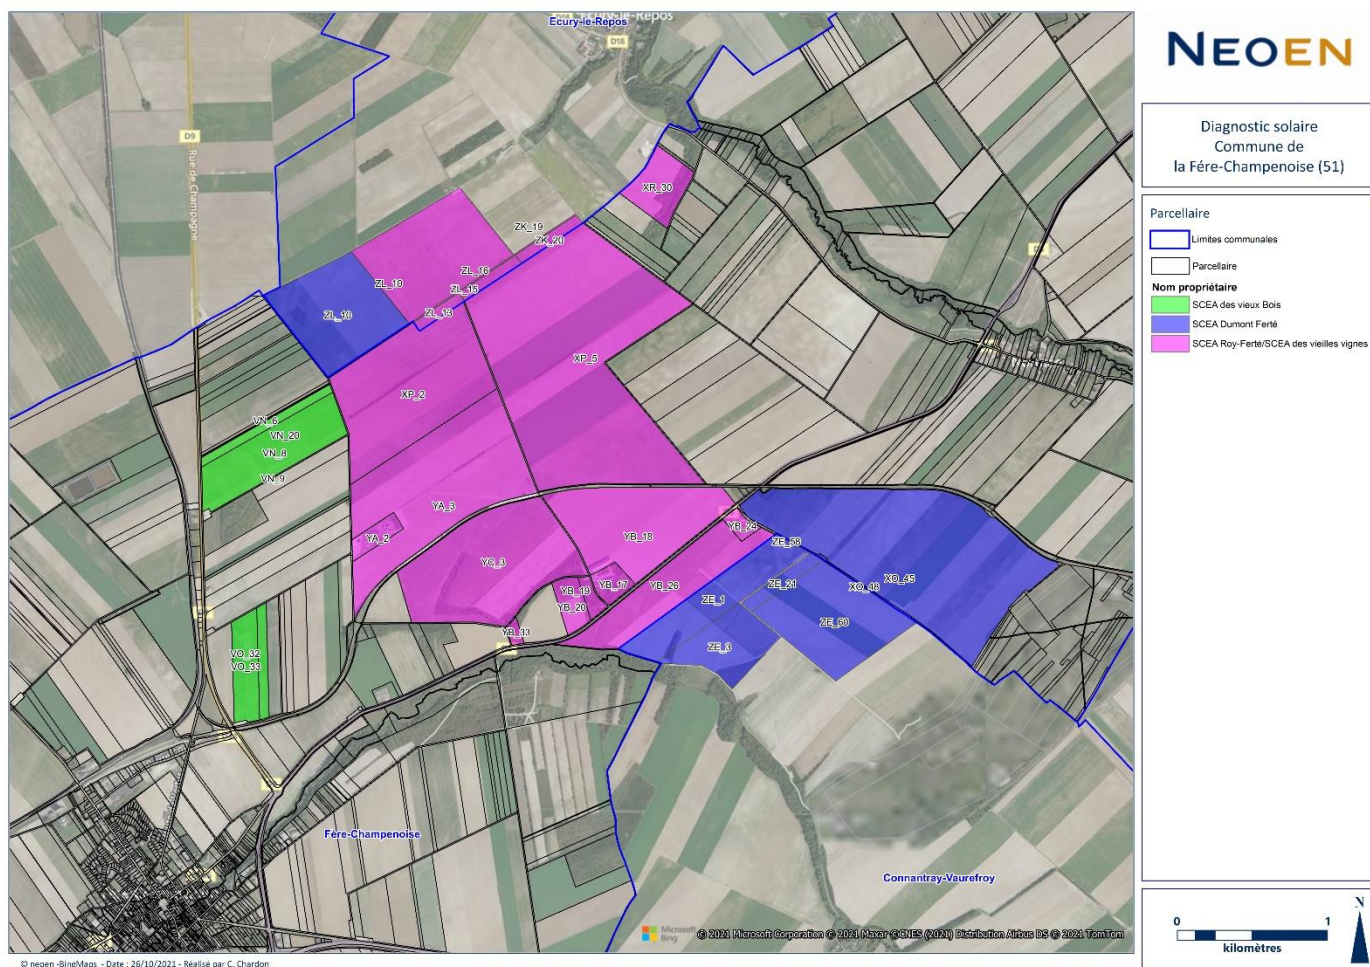 Ecury-le-Repos
D18
D9
Rue de Champagne
XR_30
ZK_19
ZK_20
ZL_16
ZL_10
ZL_15
ZL_10
ZL_13
XP_5
XP_2
VN_6
VN_20
VN_8
VN_9
YA_3
YA_2
YB_24
YB_18
ZE_58
YC_3
YB_17
YB_26
YB_19
YB_20
ZE_21
XO_48
XO_45
ZE_1
ZE_60
YB_33
ZE_3
VO_32
VO_33
Fère-Champenoise
Connantray-Vaurefroy
Microsoft
Bing
© 2021 Microsoft Corporation © 2021 Maxar ©CNES (2021) Distribution Airbus DS © 2021 TomTom
© neoen -BingMaps - Date : 26/10/2021 - Réalisé par C. Chardon
NEOEN
Diagnostic solaire
Commune de
la Fére-Champenoise (51)
Parcellaire
Limites communales
Parcellaire
Nom propriétaire
SCEA des vieux Bois
SCEA Dumont Ferté
SCEA Roy-Ferté/SCEA des vieilles vignes
N
0 1
kilomètres